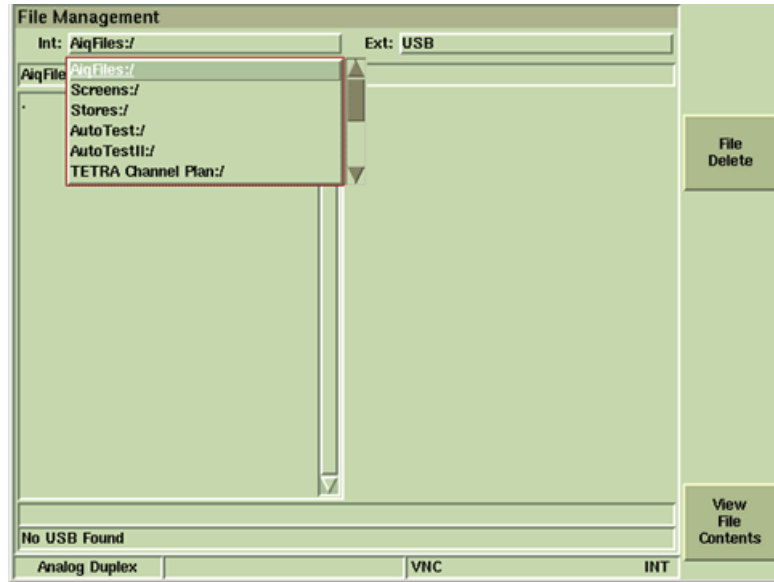 File Management
Int: AiqFiles:/ Ext: USB
AiqFile
AiqFiles:/
Screens:/
Stores:/
AutoTest:/
AutoTestII:/
TETRA Channel Plan:/
.
File
Delete
View
File
Contents
No USB Found
Analog Duplex VNC INT